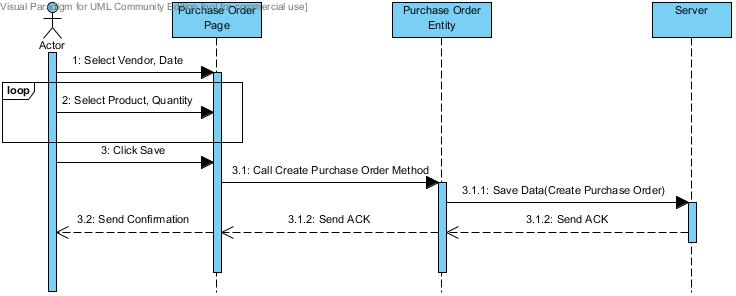 Visual Paradigm for UML Community Edition [not for commercial use]
Purchase Order
Page
Purchase Order
Entity
Server
Actor
1: Select Vendor, Date
loop
2: Select Product, Quantity
3: Click Save
3.1: Call Create Purchase Order Method
3.1.1: Save Data(Create Purchase Order)
3.2: Send Confirmation
3.1.2: Send ACK
3.1.2: Send ACK